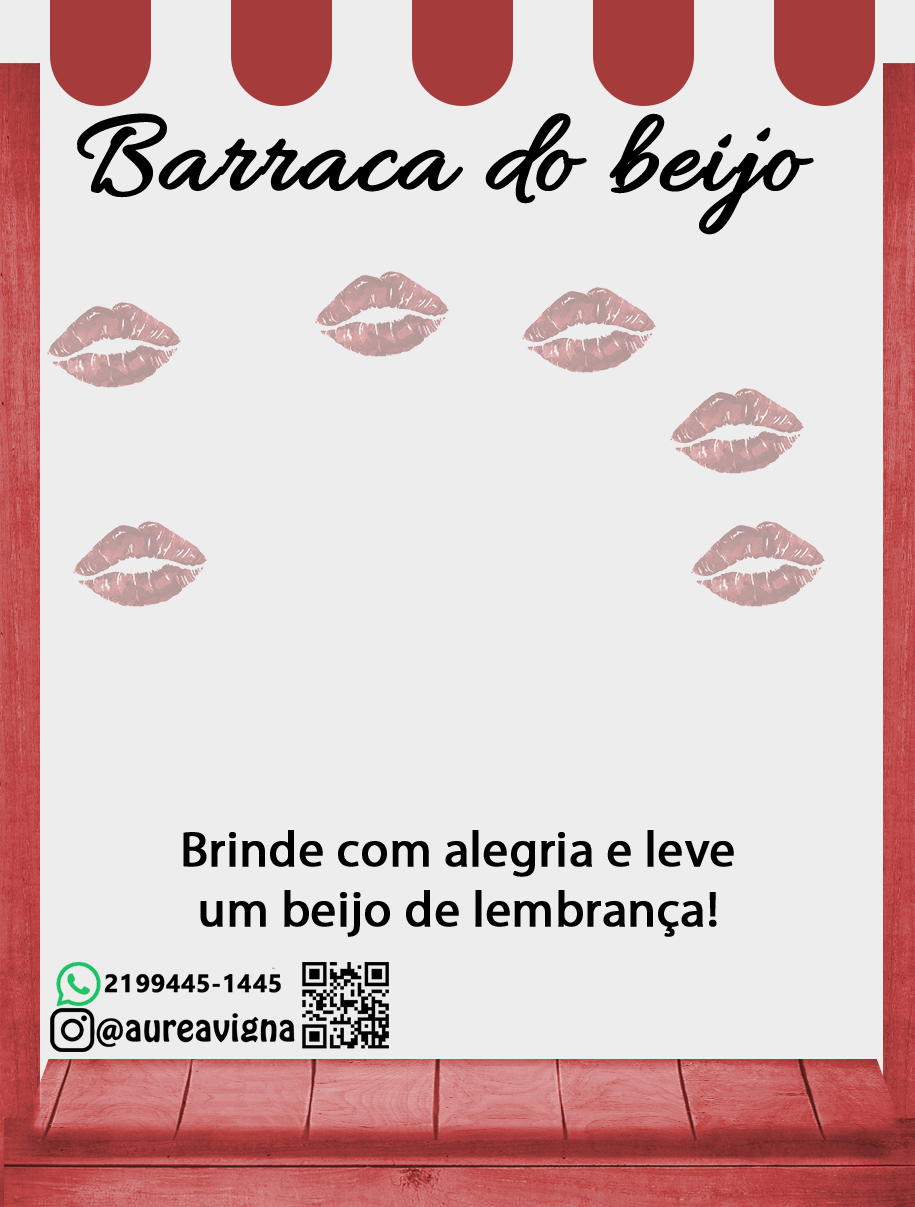 Barraca do beijo
Brinde com alegria e leve
um beijo de lembrança!
2199445-1445
@aureavigna